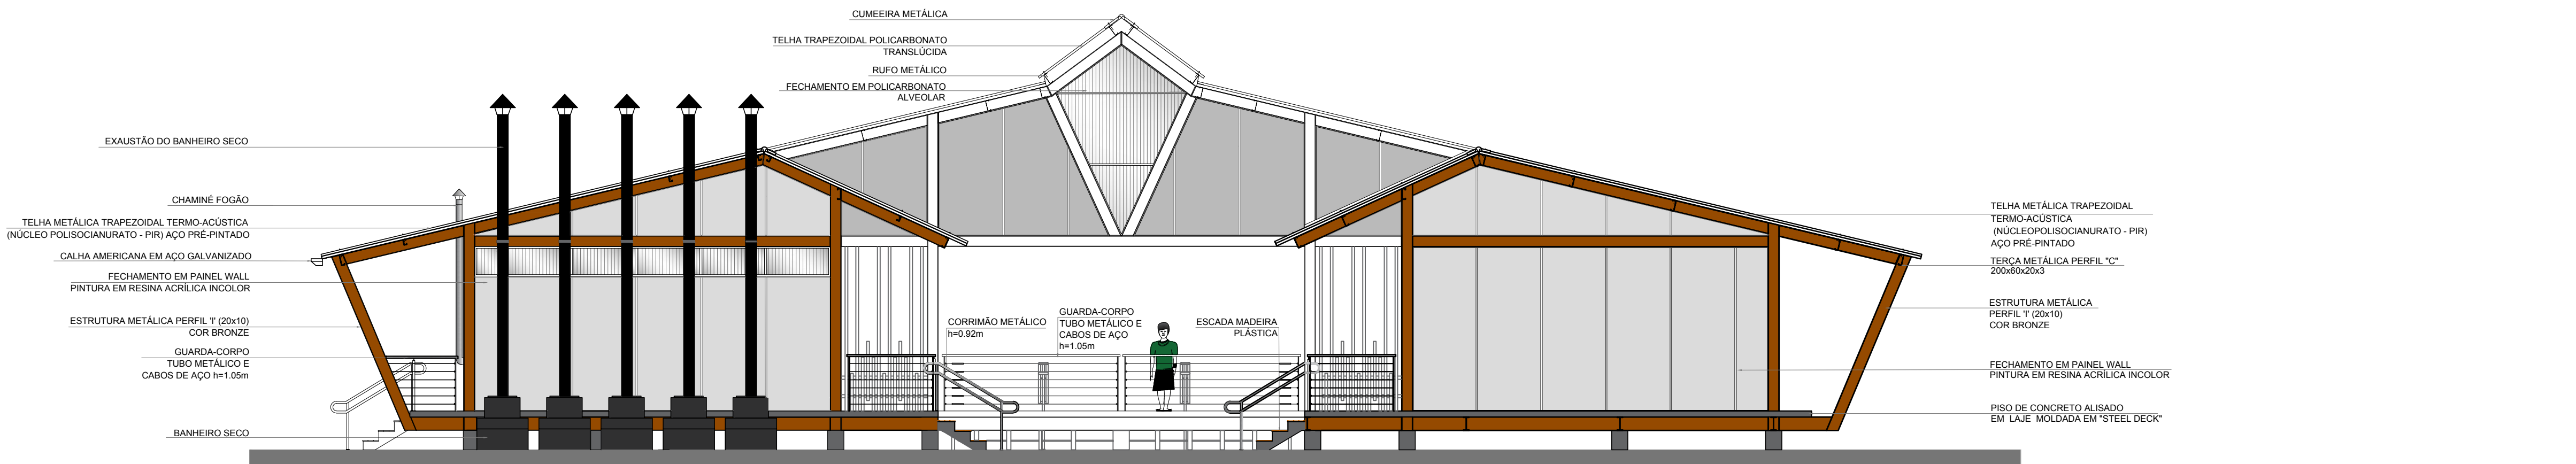 CUMEEIRA METÁLICA
TELHA TRAPEZOIDAL POLICARBONATO
TRANSLÚCIDA
RUFO METÁLICO
FECHAMENTO EM POLICARBONATO
ALVEOLAR
EXAUSTÃO DO BANHEIRO SECO
CHAMINÉ FOGÃO
TELHA METÁLICA TRAPEZOIDAL TERMO-ACÚSTICA
(NÚCLEO POLISOCIANURATO - PIR) AÇO PRÉ-PINTADO
CALHA AMERICANA EM AÇO GALVANIZADO
FECHAMENTO EM PAINEL WALL
PINTURA EM RESINA ACRÍLICA INCOLOR
ESTRUTURA METÁLICA PERFIL 'I' (20x10)
COR BRONZE
GUARDA-CORPO
TUBO METÁLICO E
CABOS DE AÇO h=1.05m
BANHEIRO SECO
CORRIMÃO METÁLICO
h=0.92m
GUARDA-CORPO
TUBO METÁLICO E
CABOS DE AÇO
h=1.05m
ESCADA MADEIRA
PLÁSTICA
TELHA METÁLICA TRAPEZOIDAL
TERMO-ACÚSTICA
(NÚCLEOPOLISOCIANURATO - PIR)
AÇO PRÉ-PINTADO
TERÇA METÁLICA PERFIL "C"
200x60x20x3
ESTRUTURA METÁLICA
PERFIL 'I' (20x10)
COR BRONZE
FECHAMENTO EM PAINEL WALL
PINTURA EM RESINA ACRÍLICA INCOLOR
PISO DE CONCRETO ALISADO
EM LAJE MOLDADA EM "STEEL DECK"